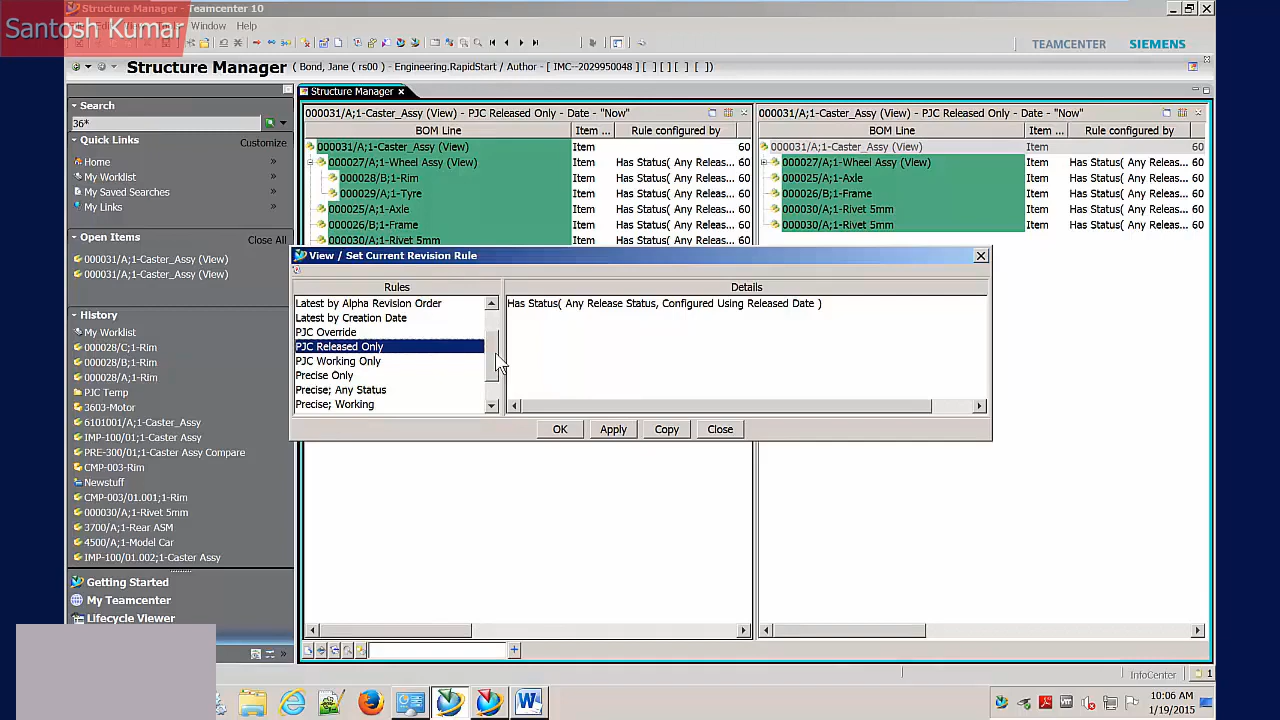 Structure Manager - Teamcenter 10
Santosh Kumar
Window Help
TEAMCENTER SIEMENS
Structure Manager ( Bond, Jane ( rs00 ) - Engineering.RapidStart / Author - [ IMC--2029950048 ] [ ] [ ] [ ] [ ])
Structure Manager
Search
36*
Quick Links Customize
Home
My Worklist
My Saved Searches
My Links
Open Items Close All
000031/A;1-Caster_Assy (View)
000031/A;1-Caster_Assy (View)
History
My Worklist
000028/C;1-Rim
000028/B;1-Rim
000028/A;1-Rim
PJC Temp
3603-Motor
6101001/A;1-Caster_Assy
IMP-100/01;1-Caster Assy
PRE-300/01;1-Caster Assy Compare
CMP-003-Rim
Newstuff
CMP-003/01.001;1-Rim
000030/A;1-Rivet 5mm
3700/A;1-Rear ASM
4500/A;1-Model Car
IMP-100/01.002;1-Caster Assy
Getting Started
My Teamcenter
Lifecycle Viewer
000031/A;1-Caster_Assy (View) - PJC Released Only - Date - "Now"
BOM Line Item ... Rule configured by
000031/A;1-Caster_Assy (View) Item 60
000027/A;1-Wheel Assy (View) Item Has Status( Any Releas... 60
000028/B;1-Rim Item Has Status( Any Releas... 60
000029/A;1-Tyre Item Has Status( Any Releas... 60
000025/A;1-Axle Item Has Status( Any Releas... 60
000026/B;1-Frame Item Has Status( Any Releas... 60
000030/A;1-Rivet 5mm Item Has Status( Any Releas... 60
000031/A;1-Caster_Assy (View) - PJC Released Only - Date - "Now"
BOM Line Item ... Rule configured by
000031/A;1-Caster_Assy (View) Item 60
000027/A;1-Wheel Assy (View) Item Has Status( Any Releas... 60
000025/A;1-Axle Item Has Status( Any Releas... 60
000026/B;1-Frame Item Has Status( Any Releas... 60
000030/A;1-Rivet 5mm Item Has Status( Any Releas... 60
000030/A;1-Rivet 5mm Item Has Status( Any Releas... 60
View / Set Current Revision Rule
Rules Details
Latest by Alpha Revision Order
Latest by Creation Date
PJC Override
PJC Released Only
PJC Working Only
Precise Only
Precise; Any Status
Precise; Working
Has Status( Any Release Status, Configured Using Released Date )
OK Apply Copy Close
InfoCenter 1
10:06 AM
1/19/2015